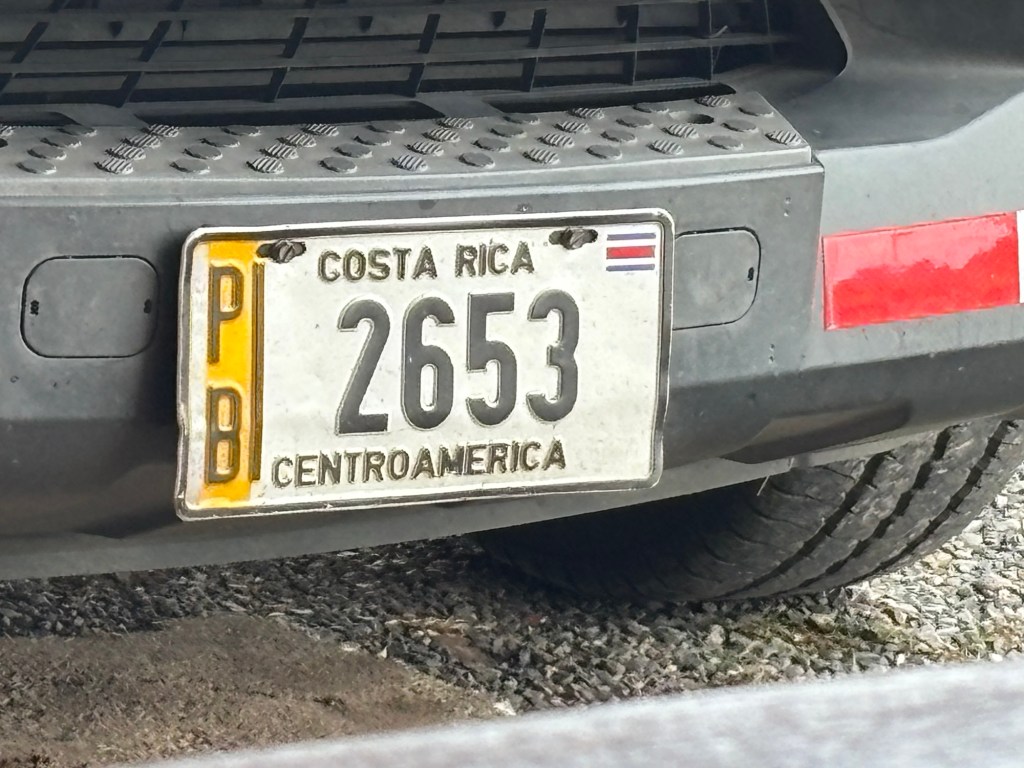 COSTA RICA
PB
2653
CENTROAMERICA